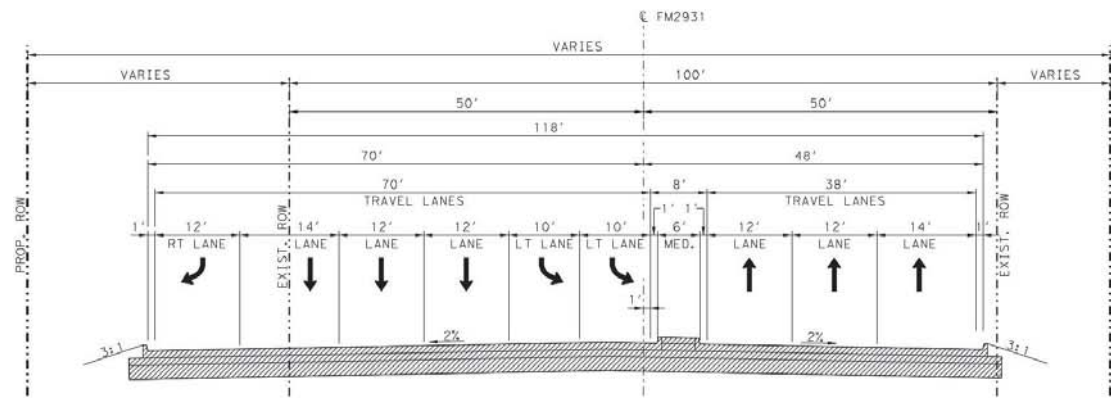 ℄ FM2931
VARIES
VARIES 100' VARIES
50' 50'
118'
70' 48'
70' 8' 38'
TRAVEL LANES TRAVEL LANES
1' 1'
1' 12' 14' 12' 12' 10' 10' 6' 12' 12' 14' 1'
RT LANE LANE LANE LANE LT LANE LT LANE MED. LANE LANE LANE
PROP. ROW
EXIST. ROW
EXIST. ROW
1'
2%
2%
3:1
3:1